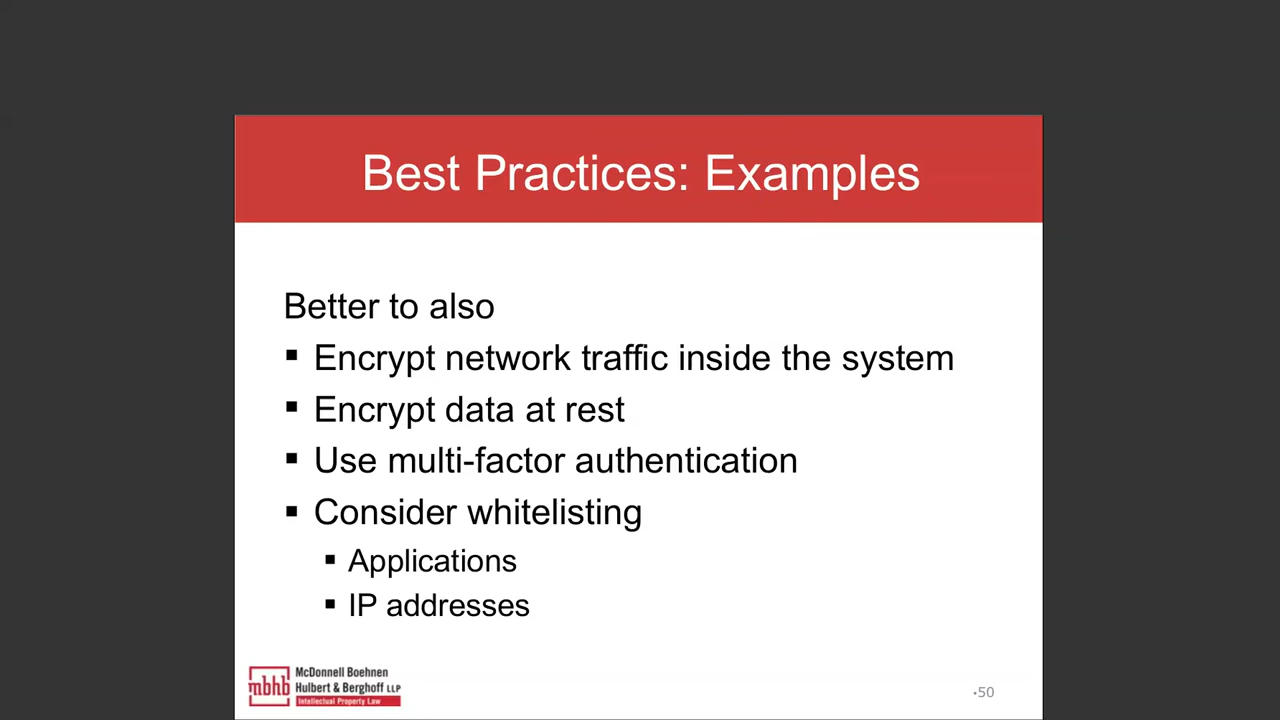 Best Practices: Examples
Better to also
▪ Encrypt network traffic inside the system
▪ Encrypt data at rest
▪ Use multi-factor authentication
▪ Consider whitelisting
▪ Applications
▪ IP addresses
mbhb
McDonnell Boehnen
Hulbert & Berghoff LLP
Intellectual Property Law
•50